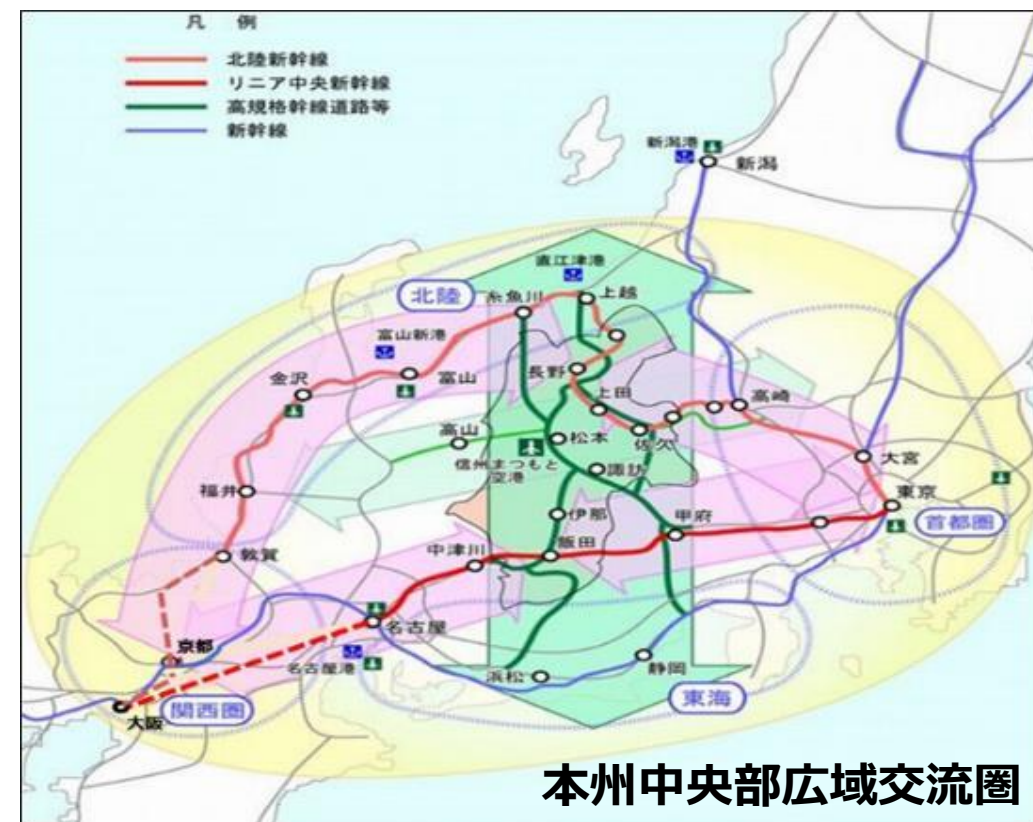 凡 例
北陸新幹線
リニア中央新幹線
高規格幹線道路等
新幹線
新潟港
新潟
直江津港
北陸
糸魚川
上越
富山新港
長野
金沢
富山
上田
高崎
高山
松本
佐久
信州まつもと
空港
諏訪
大宮
福井
東京
伊那
甲府
首都圏
中津川
飯田
敦賀
名古屋
京都
名古屋港
静岡
浜松
関西圏
東海
大阪
本州中央部広域交流圏